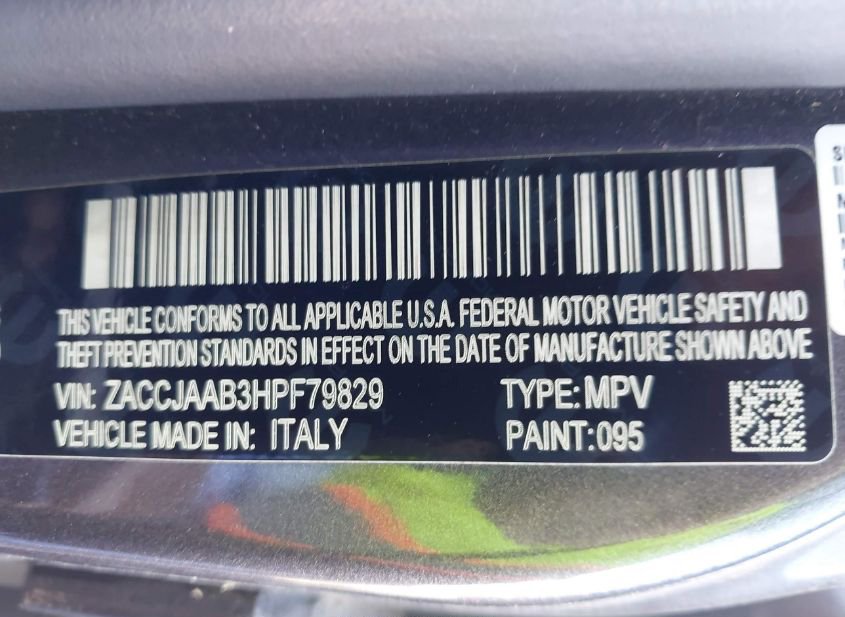 THIS VEHICLE CONFORMS TO ALL APPLICABLE U.S.A. FEDERAL MOTOR VEHICLE SAFETY AND
THEFT PREVENTION STANDARDS IN EFFECT ON THE DATE OF MANUFACTURE SHOWN ABOVE
VIN: ZACCJAAB3HPF79829 TYPE: MPV
VEHICLE MADE IN: ITALY PAINT: 095